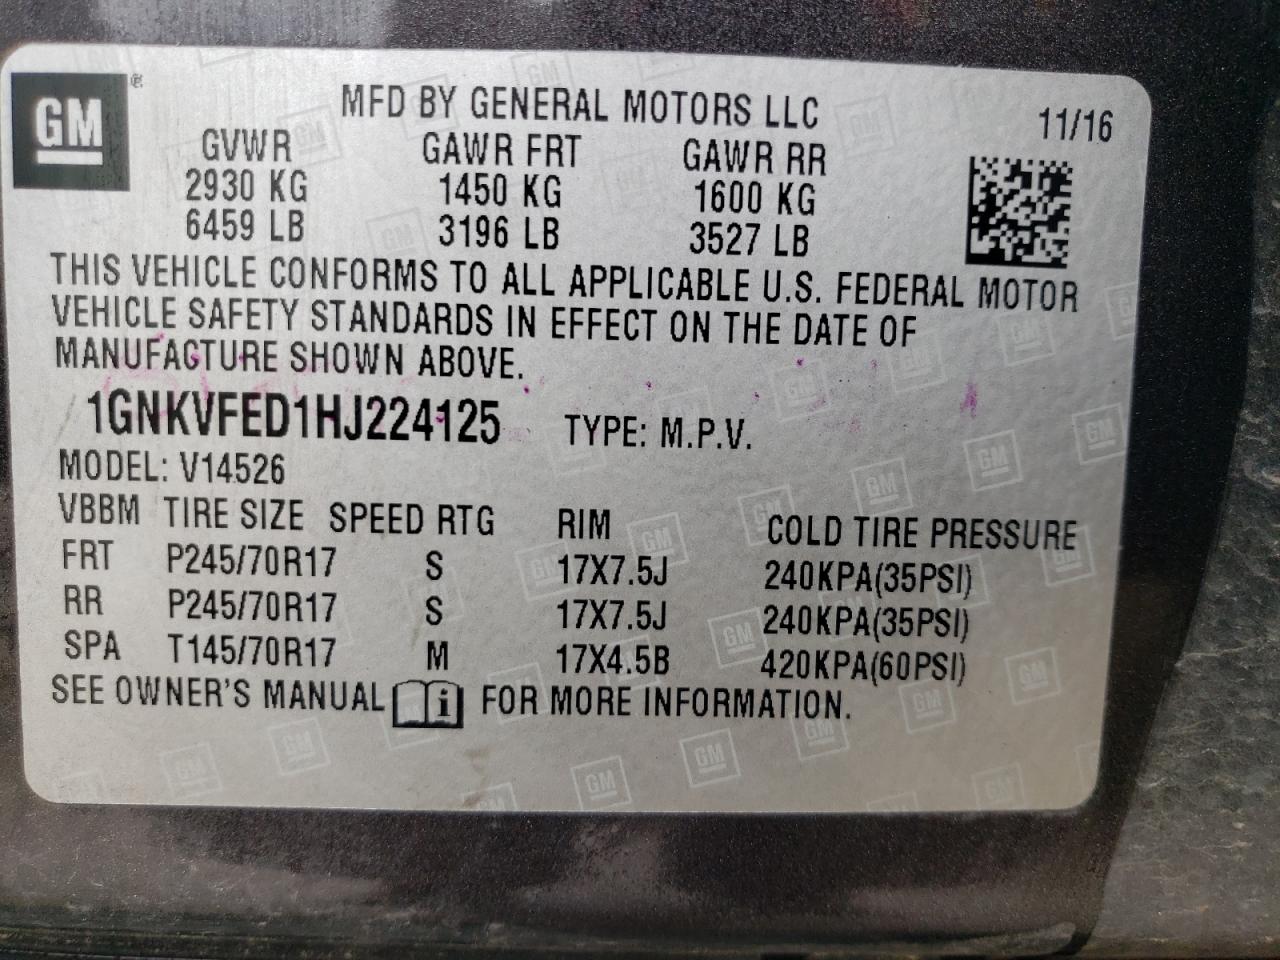 GM
MFD BY GENERAL MOTORS LLC
11/16
GVWR GAWR FRT GAWR RR
2930 KG 1450 KG 1600 KG
6459 LB 3196 LB 3527 LB
THIS VEHICLE CONFORMS TO ALL APPLICABLE U.S. FEDERAL MOTOR
VEHICLE SAFETY STANDARDS IN EFFECT ON THE DATE OF
MANUFACTURE SHOWN ABOVE.
1GNKVFED1HJ224125 TYPE: M.P.V.
MODEL: V14526
VBBM TIRE SIZE SPEED RTG RIM COLD TIRE PRESSURE
FRT P245/70R17 S 17X7.5J 240KPA(35PSI)
RR P245/70R17 S 17X7.5J 240KPA(35PSI)
SPA T145/70R17 M 17X4.5B 420KPA(60PSI)
SEE OWNER'S MANUAL i FOR MORE INFORMATION.